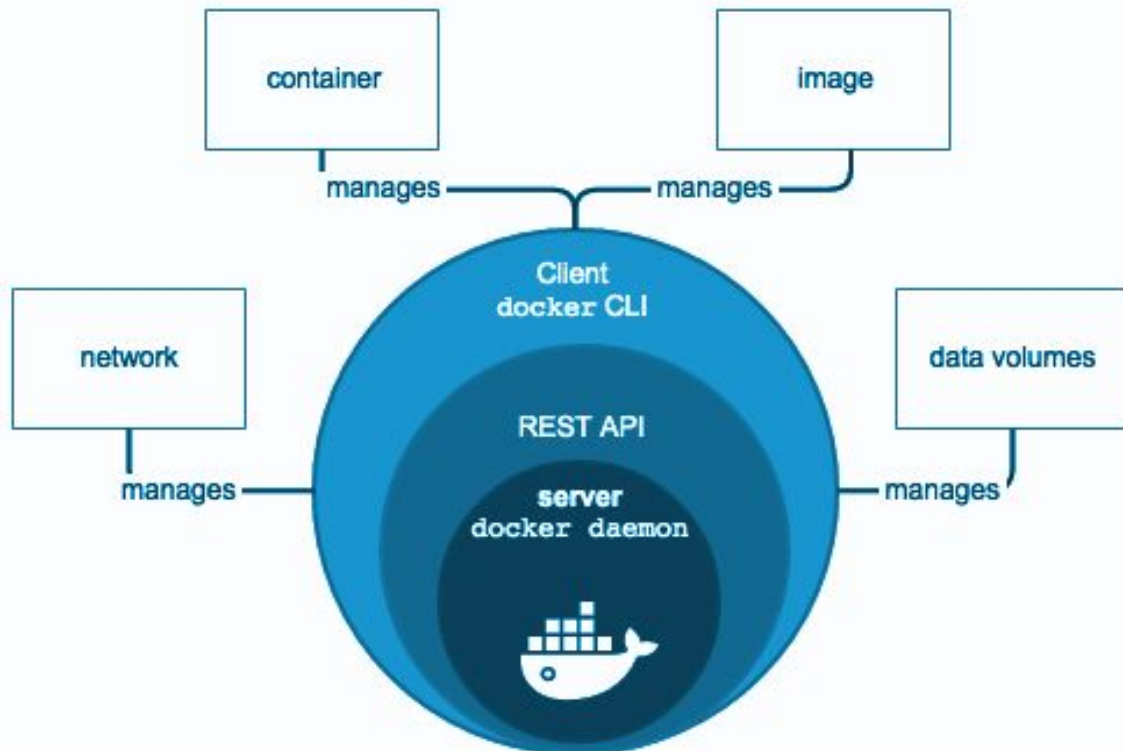 container
image
manages
manages
Client
docker CLI
network
data volumes
REST API
manages
manages
server
docker daemon